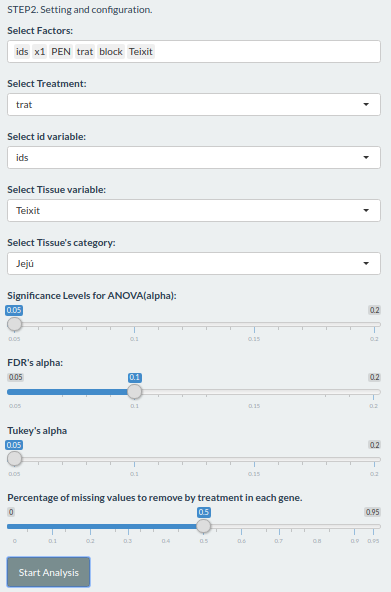 STEP2. Setting and configuration.
Select Factors:
ids x1 PEN trat block Teixit
Select Treatment:
trat
Select id variable:
ids
Select Tissue variable:
Teixit
Select Tissue's category:
Jejú
Significance Levels for ANOVA(alpha):
0.05 0.2
0.05 0.1 0.15 0.2
FDR's alpha:
0.05 0.1 0.2
0.05 0.1 0.15 0.2
Tukey's alpha
0.05 0.2
0.05 0.1 0.15 0.2
Percentage of missing values to remove by treatment in each gene.
0 0.5 0.95
0 0.1 0.2 0.3 0.4 0.5 0.6 0.7 0.8 0.9 0.95
Start Analysis